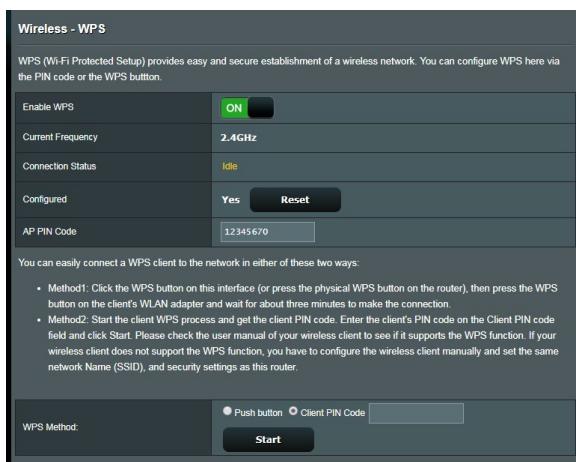 Wireless - WPS
WPS (Wi-Fi Protected Setup) provides easy and secure establishment of a wireless network. You can configure WPS here via
the PIN code or the WPS buttton.
Enable WPS
ON
Current Frequency
2.4GHz
Connection Status
Idle
Configured
Yes Reset
AP PIN Code
12345670
You can easily connect a WPS client to the network in either of these two ways:
• Method1: Click the WPS button on this interface (or press the physical WPS button on the router), then press the WPS
button on the client's WLAN adapter and wait for about three minutes to make the connection.
• Method2: Start the client WPS process and get the client PIN code. Enter the client's PIN code on the Client PIN code
field and click Start. Please check the user manual of your wireless client to see if it supports the WPS function. If your
wireless client does not support the WPS function, you have to configure the wireless client manually and set the same
network Name (SSID), and security settings as this router.
WPS Method:
Push button Client PIN Code
Start